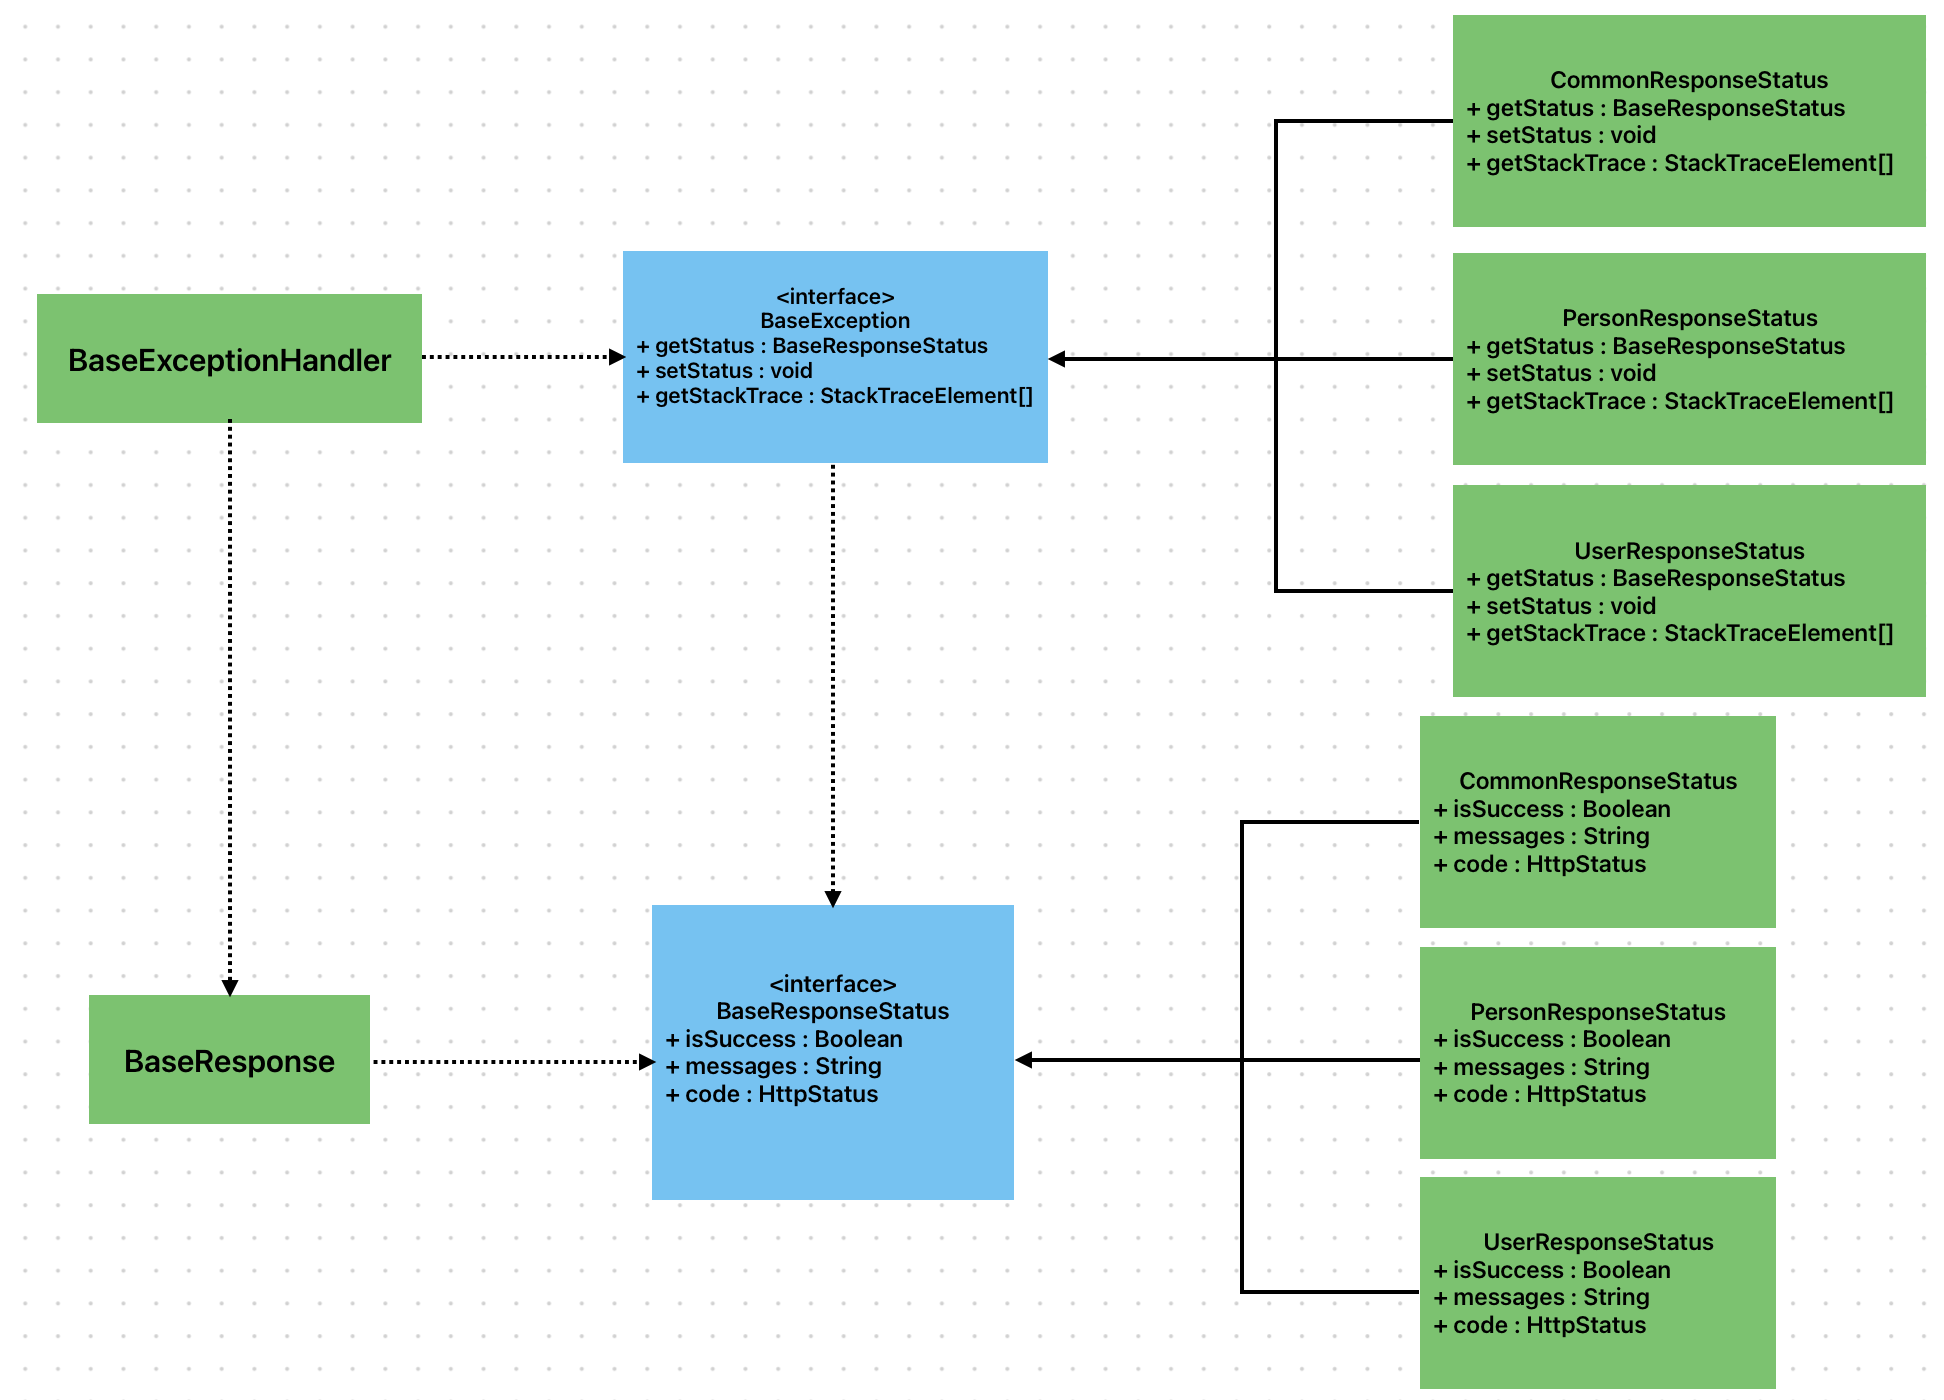 CommonResponseStatus
+ getStatus : BaseResponseStatus
+ setStatus : void
+ getStackTrace : StackTraceElement[]
BaseExceptionHandler
<interface>
BaseException
+ getStatus : BaseResponseStatus
+ setStatus : void
+ getStackTrace : StackTraceElement[]
PersonResponseStatus
+ getStatus : BaseResponseStatus
+ setStatus : void
+ getStackTrace : StackTraceElement[]
UserResponseStatus
+ getStatus : BaseResponseStatus
+ setStatus : void
+ getStackTrace : StackTraceElement[]
CommonResponseStatus
+ isSuccess : Boolean
+ messages : String
+ code : HttpStatus
BaseResponse
<interface>
BaseResponseStatus
+ isSuccess : Boolean
+ messages : String
+ code : HttpStatus
PersonResponseStatus
+ isSuccess : Boolean
+ messages : String
+ code : HttpStatus
UserResponseStatus
+ isSuccess : Boolean
+ messages : String
+ code : HttpStatus